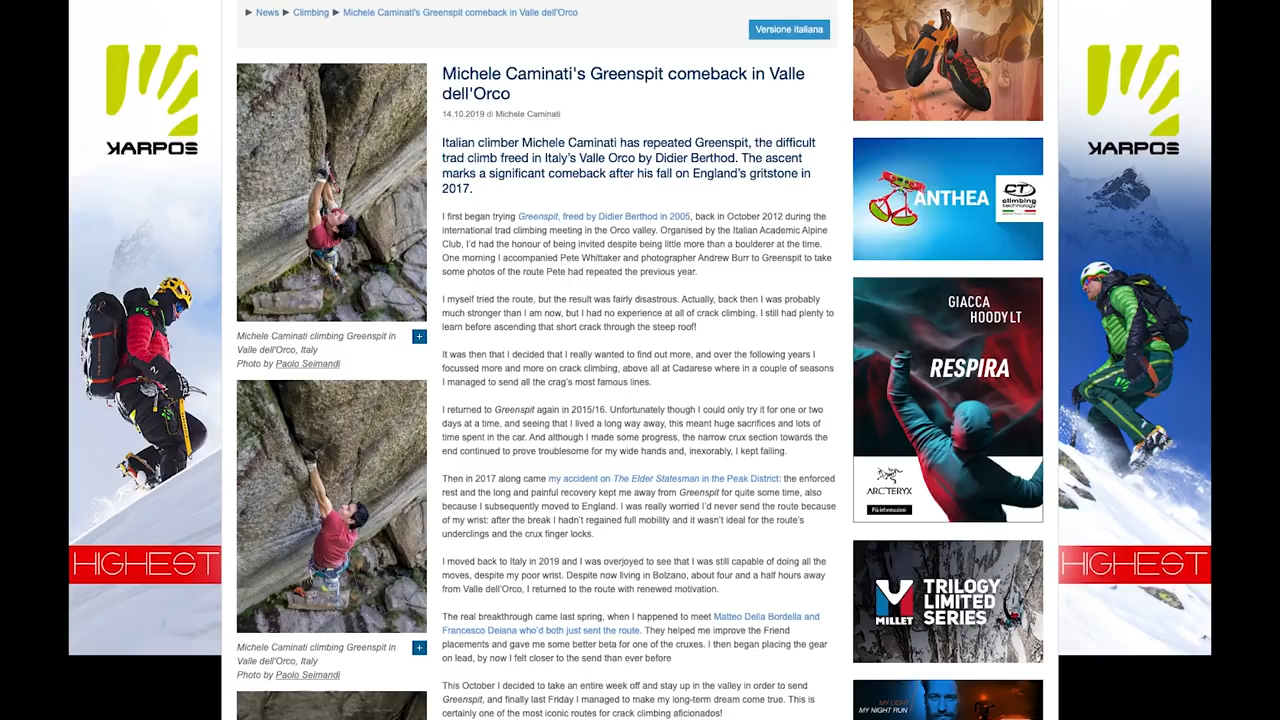 ► News ► Climbing ► Michele Caminati's Greenspit comeback in Valle dell'Orco
Versione italiana
KARPOS
HIGHEST
Michele Caminati climbing Greenspit in
Valle dell'Orco, Italy
Photo by Paolo Seimandi
+
Michele Caminati climbing Greenspit in
Valle dell'Orco, Italy
Photo by Paolo Seimandi
+
Michele Caminati's Greenspit comeback in Valle
dell'Orco
14.10.2019 di Michele Caminati
Italian climber Michele Caminati has repeated Greenspit, the difficult
trad climb freed in Italy's Valle Orco by Didier Berthod. The ascent
marks a significant comeback after his fall on England's gritstone in
2017.
I first began trying Greenspit, freed by Didier Berthod in 2005, back in October 2012 during the
international trad climbing meeting in the Orco valley. Organised by the Italian Academic Alpine
Club, I'd had the honour of being invited despite being little more than a boulderer at the time.
One morning I accompanied Pete Whittaker and photographer Andrew Burr to Greenspit to take
some photos of the route Pete had repeated the previous year.
I myself tried the route, but the result was fairly disastrous. Actually, back then I was probably
much stronger than I am now, but I had no experience at all of crack climbing. I still had plenty to
learn before ascending that short crack through the steep roof!
It was then that I decided that I really wanted to find out more, and over the following years I
focussed more and more on crack climbing, above all at Cadarese where in a couple of seasons
I managed to send all the crag's most famous lines.
I returned to Greenspit again in 2015/16. Unfortunately though I could only try it for one or two
days at a time, and seeing that I lived a long way away, this meant huge sacrifices and lots of
time spent in the car. And although I made some progress, the narrow crux section towards the
end continued to prove troublesome for my wide hands and, inexorably, I kept failing.
Then in 2017 along came my accident on The Elder Statesman in the Peak District: the enforced
rest and the long and painful recovery kept me away from Greenspit for quite some time, also
because I subsequently moved to England. I was really worried I'd never send the route because
of my wrist: after the break I hadn't regained full mobility and it wasn't ideal for the route's
underclings and the crux finger locks.
I moved back to Italy in 2019 and I was overjoyed to see that I was still capable of doing all the
moves, despite my poor wrist. Despite now living in Bolzano, about four and a half hours away
from Valle dell'Orco, I returned to the route with renewed motivation.
The real breakthrough came last spring, when I happened to meet Matteo Della Bordella and
Francesco Deiana who'd both just sent the route. They helped me improve the Friend
placements and gave me some better beta for one of the cruxes. I then began placing the gear
on lead, by now I felt closer to the send than ever before
This October I decided to take an entire week off and stay up in the valley in order to send
Greenspit, and finally last Friday I managed to make my long-term dream come true. This is
certainly one of the most iconic routes for crack climbing aficionados!
ANTHEA
CT
climbing
technology
GIACCA
HOODY LT
RESPIRA
ARC'TERYX
Più informazioni
MILLET
TRILOGY
LIMITED
SERIES
MY LIGHT
MY NIGHT RUN
KARPOS
HIGHEST